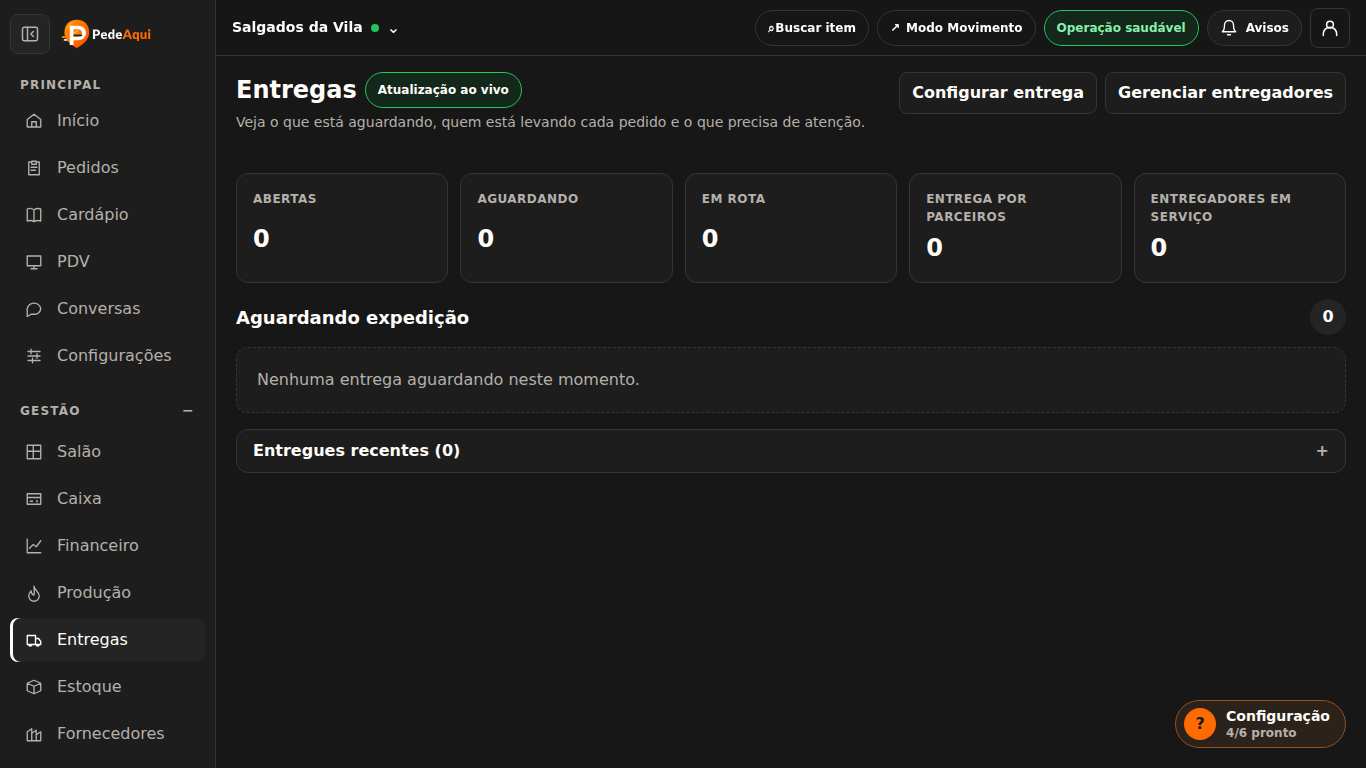 PedeAqui
PRINCIPAL
Início
Pedidos
Cardápio
PDV
Conversas
Configurações
GESTÃO
Salão
Caixa
Financeiro
Produção
Entregas
Estoque
Fornecedores
Salgados da Vila
Buscar item
↗ Modo Movimento
Operação saudável
Avisos
Entregas
Atualização ao vivo
Veja o que está aguardando, quem está levando cada pedido e o que precisa de atenção.
Configurar entrega
Gerenciar entregadores
ABERTAS
0
AGUARDANDO
0
EM ROTA
0
ENTREGA POR
PARCEIROS
0
ENTREGADORES EM
SERVIÇO
0
Aguardando expedição
0
Nenhuma entrega aguardando neste momento.
Entregues recentes (0)
+
?
Configuração
4/6 pronto